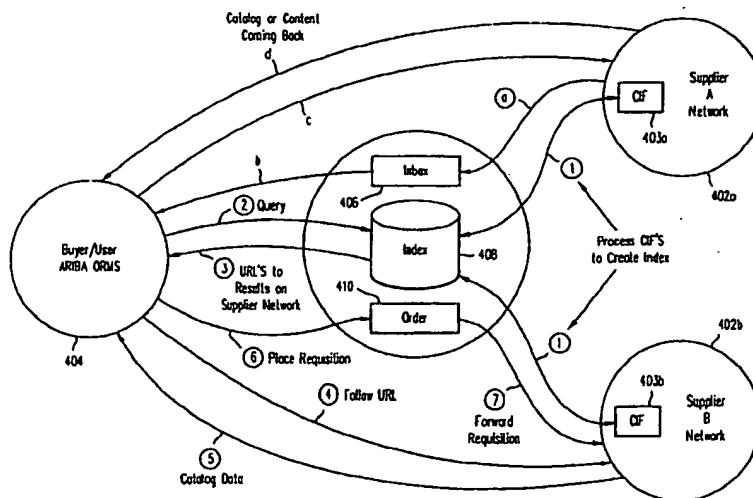 Catalog or Content
Coming Back
d
c
Supplier
A
Network
CIF
403a
402a
a
b
Inbox
406
1
2 Query
Index
408
3 URL'S to
Results on
Supplier Network
Buyer/User
ARIBA ORMS
404
Process CIF'S
to Create Index
410
Order
6 Place Requisition
1
402b
4 Follow URL
7
Forward
Requisition
403b
CIF
Supplier
B
Network
5
Catalog Data